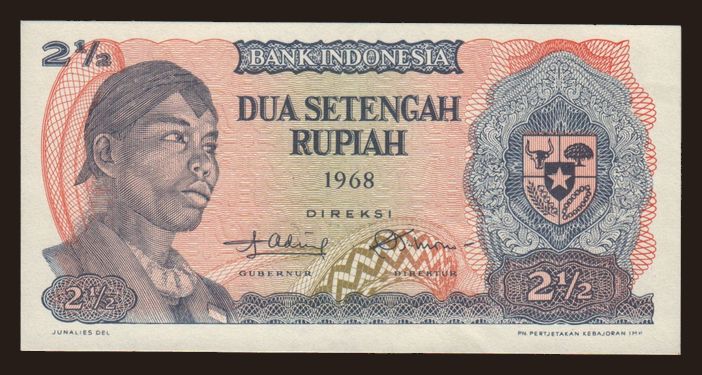 2½
BANK INDONESIA
DUA SETENGAH
RUPIAH
1968
DIREKSI
GUBERNUR DIREKTUR
2½ 2½
JUNALIES DEL PN. PERTJETAKAN KEBAJORAN IMP.